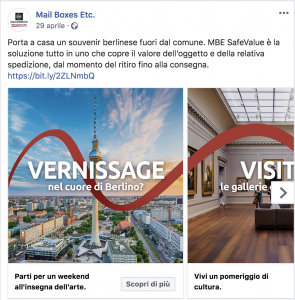 Mail Boxes Etc.
29 aprile
Porta a casa un souvenir berlinese fuori dal comune. MBE SafeValue è la
soluzione tutto in uno che copre il valore dell'oggetto e della relativa
spedizione, dal momento del ritiro fino alla consegna.
https://bit.ly/2ZLNmbQ
VERNISSAGE
nel cuore di Berlino?
VISIT
le gallerie
Parti per un weekend
all'insegna dell'arte.
Scopri di più
Vivi un pomeriggio di
cultura.